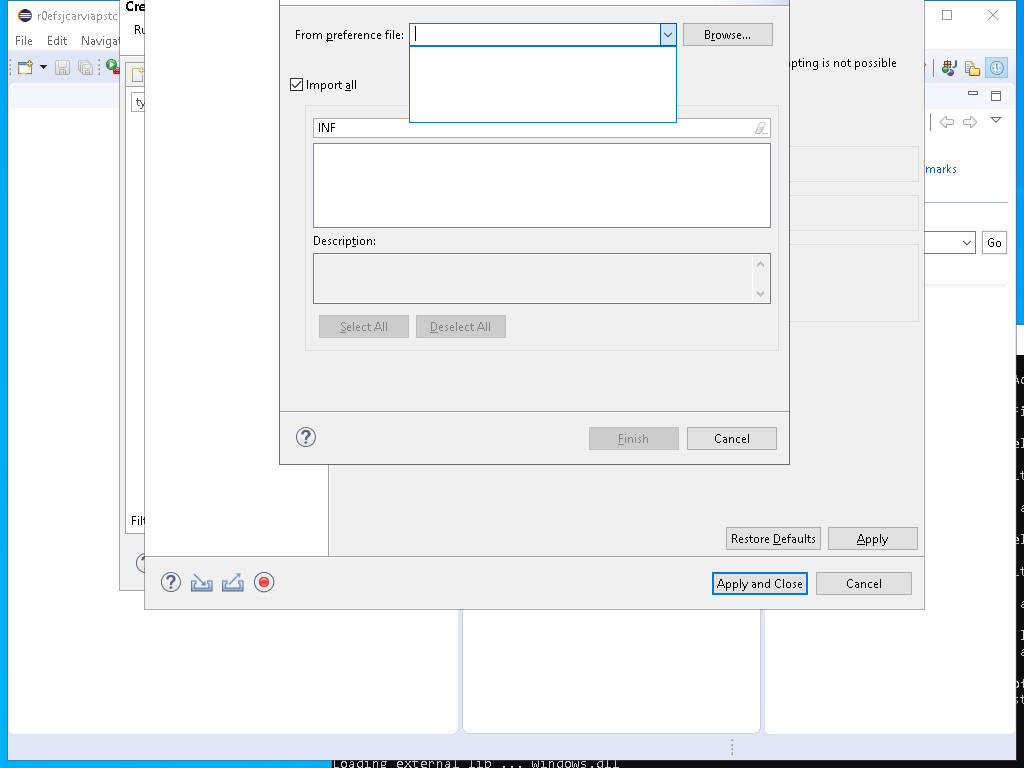 r0efsjcarviapstc
Cre
File Edit Navigat
Ru
From preference file:
Browse...
pting is not possible
Import all
ty
INF
marks
Description:
Go
Select All
Deselect All
Finish
Cancel
Filt
Restore Defaults
Apply
Apply and Close
Cancel
Loading external lib ... Windows.dll